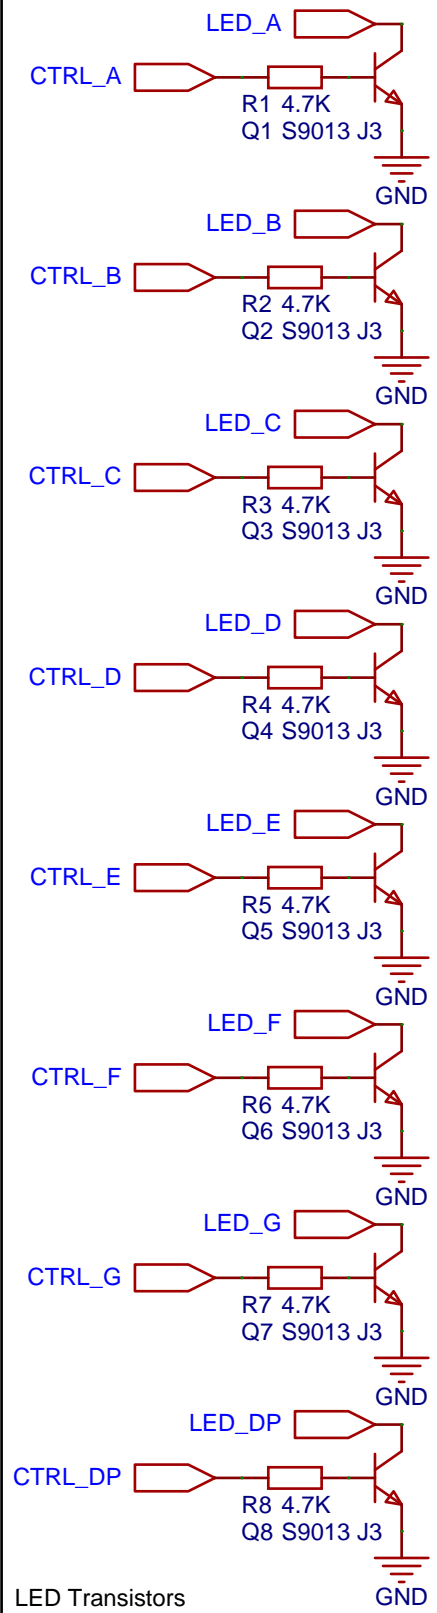 LED_A
CTRL_A
R1 4.7K
Q1 S9013 J3
GND
LED_B
CTRL_B
R2 4.7K
Q2 S9013 J3
GND
LED_C
CTRL_C
R3 4.7K
Q3 S9013 J3
GND
LED_D
CTRL_D
R4 4.7K
Q4 S9013 J3
GND
LED_E
CTRL_E
R5 4.7K
Q5 S9013 J3
GND
LED_F
CTRL_F
R6 4.7K
Q6 S9013 J3
GND
LED_G
CTRL_G
R7 4.7K
Q7 S9013 J3
GND
LED_DP
CTRL_DP
R8 4.7K
Q8 S9013 J3
GND
LED Transistors